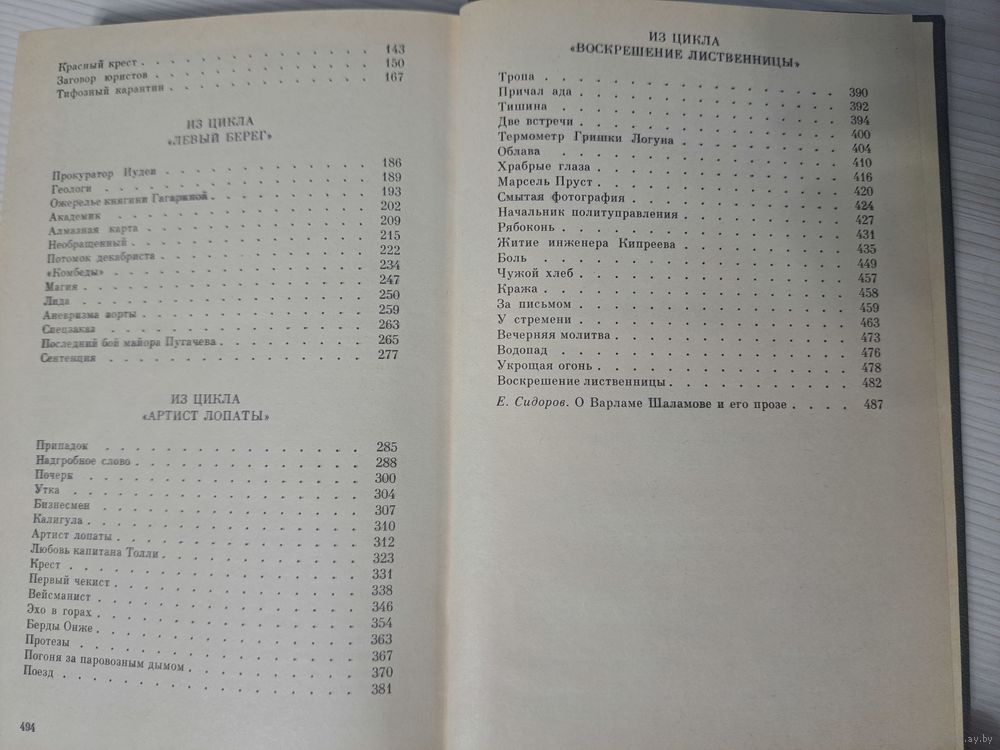 Красный крест . . . . . . . . . . . . 143
Заговор юристов . . . . . . . . . . . . 150
Тифозный карантин . . . . . . . . . . . 167
ИЗ ЦИКЛА
«ЛЕВЫЙ БЕРЕГ»
Прокуратор Иудеи . . . . . . . . . . . 186
Геологи . . . . . . . . . . . . . . 189
Ожерелье княгини Гагариной . . . . . . . . 193
Академик . . . . . . . . . . . . . . 202
Алмазная карта . . . . . . . . . . . . 209
Необращенный . . . . . . . . . . . . 215
Потомок декабриста . . . . . . . . . . 222
«Комбеды» . . . . . . . . . . . . . 234
Магия . . . . . . . . . . . . . . . 247
Лида . . . . . . . . . . . . . . . 250
Аневризма аорты . . . . . . . . . . . 259
Спецзаказ . . . . . . . . . . . . . 263
Последний бой майора Пугачева . . . . . . . 265
Сентенция . . . . . . . . . . . . . 277
ИЗ ЦИКЛА
«АРТИСТ ЛОПАТЫ»
Припадок . . . . . . . . . . . . . 285
Надгробное слово . . . . . . . . . . . 288
Почерк . . . . . . . . . . . . . . 300
Утка . . . . . . . . . . . . . . . 304
Бизнесмен . . . . . . . . . . . . . 307
Калигула . . . . . . . . . . . . . 310
Артист лопаты . . . . . . . . . . . . 312
Любовь капитана Толли . . . . . . . . . . 323
Крест . . . . . . . . . . . . . . . 331
Первый чекист . . . . . . . . . . . . 338
Вейсманист . . . . . . . . . . . . . 346
Эхо в горах . . . . . . . . . . . . . 354
Берды Онже . . . . . . . . . . . . . 363
Протезы . . . . . . . . . . . . . . 367
Погоня за паровозным дымом . . . . . . . . 370
Поезд . . . . . . . . . . . . . . . 381
494
ИЗ ЦИКЛА
«ВОСКРЕШЕНИЕ ЛИСТВЕННИЦЫ»
Тропа . . . . . . . . . . . . . . . 390
Причал ада . . . . . . . . . . . . . 392
Тишина . . . . . . . . . . . . . . 394
Две встречи . . . . . . . . . . . . . 400
Термометр Гришки Логуна . . . . . . . . . 404
Облава . . . . . . . . . . . . . . 410
Храбрые глаза . . . . . . . . . . . . 416
Марсель Пруст . . . . . . . . . . . . 420
Смытая фотография . . . . . . . . . . . 424
Начальник политуправления . . . . . . . . 427
Рябоконь . . . . . . . . . . . . . 431
Житие инженера Кипреева . . . . . . . . . 435
Боль . . . . . . . . . . . . . . . 449
Чужой хлеб . . . . . . . . . . . . . 457
Кража . . . . . . . . . . . . . . . 458
За письмом . . . . . . . . . . . . . 459
У стремени . . . . . . . . . . . . . 463
Вечерняя молитва . . . . . . . . . . . 473
Водопад . . . . . . . . . . . . . . 476
Укрощая огонь . . . . . . . . . . . . 478
Воскрешение лиственницы . . . . . . . . . 482
Е. Сидоров. О Варламе Шаламове и его прозе . . . . 487
ay.by